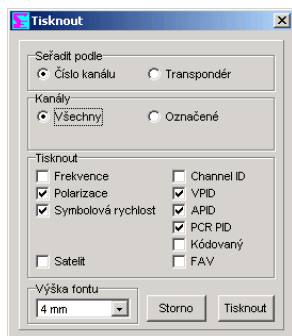 Tisknout
Seřadit podle
Číslo kanálu Transpondér
Kanály
Všechny Označené
Tisknout
Frekvence Channel ID
Polarizace VPID
Symbolová rychlost APID
PCR PID
Kódovaný
Satelit FAV
Výška fontu
4 mm Storno Tisknout